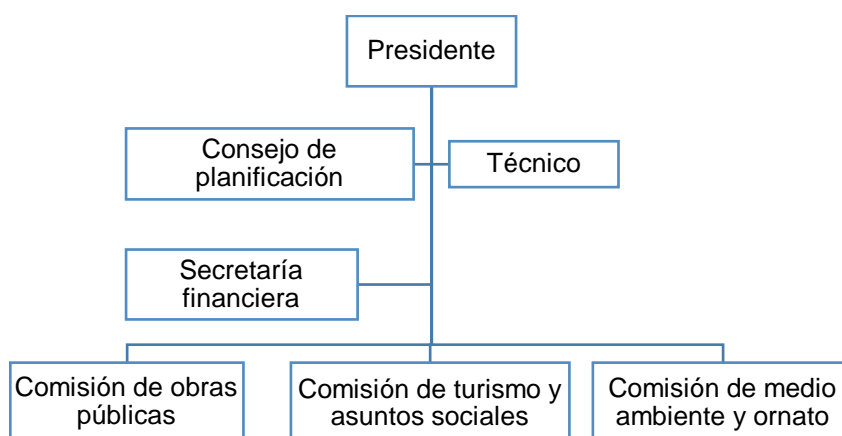 Presidente
Consejo de
planificación
Técnico
Secretaría
financiera
Comisión de obras
públicas
Comisión de turismo y
asuntos sociales
Comisión de medio
ambiente y ornato